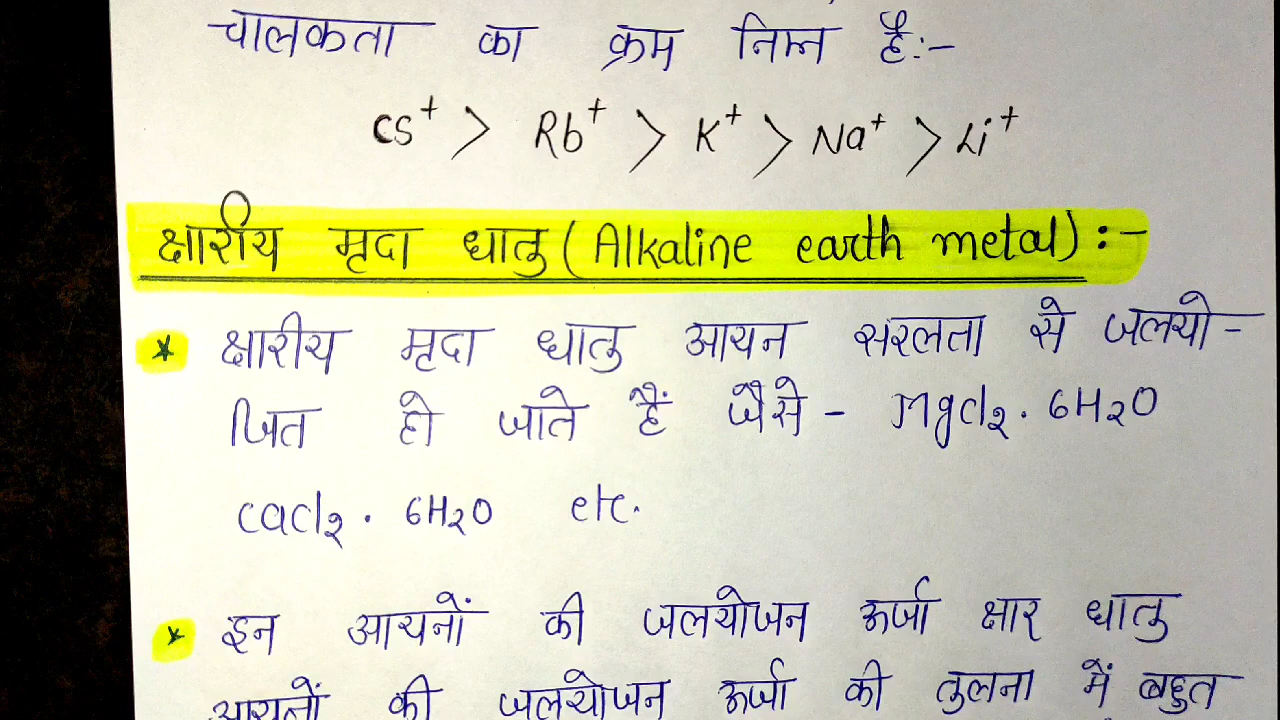 चालकता का क्रम निम्न है:-
Cs⁺ > Rb⁺ > K⁺ > Na⁺ > Li⁺
क्षारीय मृदा धातु (Alkaline earth metal) :-
* क्षारीय मृदा धातु आयन सरलता से जलयो-
जित हो जाते हैं जैसे - Mgcl₂. 6H₂O
cacl₂. 6H₂O etc.
* इन आयनों की जलयोजन ऊर्जा क्षार धातु
आयनों की जलयोजन ऊर्जा की तुलना में बहुत